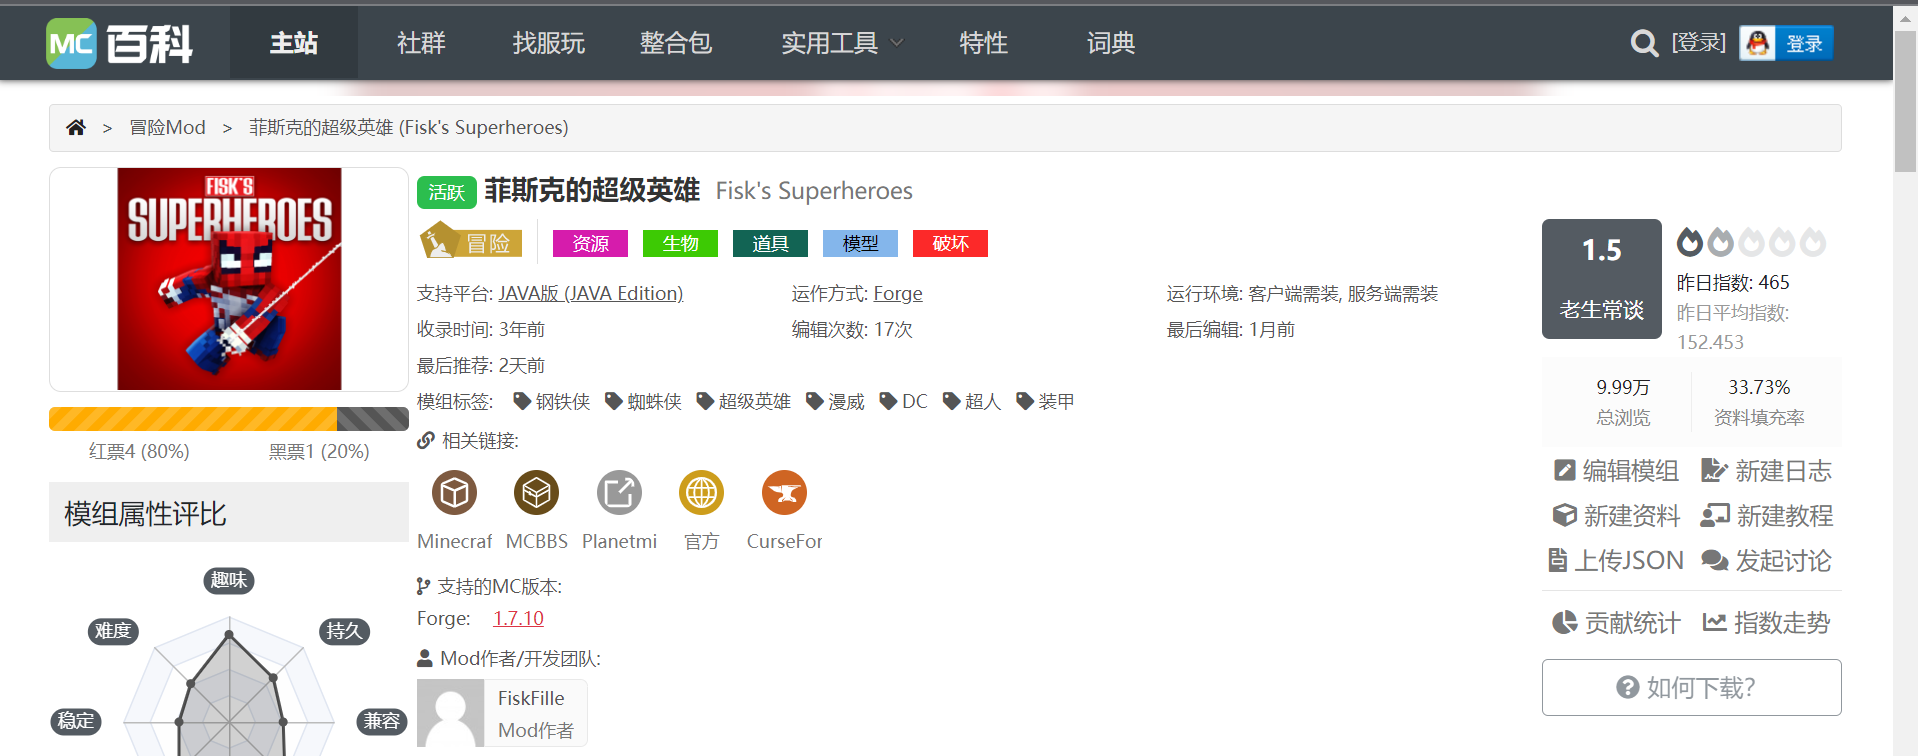 MC 百科 主站 社群 找服玩 整合包 实用工具 特性 词典 [登录] 登录
> 冒险Mod > 菲斯克的超级英雄 (Fisk's Superheroes)
FISK'S
SUPERHEROES
活跃 菲斯克的超级英雄 Fisk's Superheroes
冒险 资源 生物 道具 模型 破坏
支持平台: JAVA版 (JAVA Edition) 运作方式: Forge 运行环境: 客户端需装, 服务端需装
收录时间: 3年前 编辑次数: 17次 最后编辑: 1月前
最后推荐: 2天前
模组标签: 钢铁侠 蜘蛛侠 超级英雄 漫威 DC 超人 装甲
相关链接:
Minecraf MCBBS Planetmi 官方 CurseFor
支持的MC版本:
Forge: 1.7.10
Mod作者/开发团队:
FiskFille
Mod作者
红票4 (80%) 黑票1 (20%)
模组属性评比
趣味
难度 持久
稳定 兼容
1.5
老生常谈
昨日指数: 465
昨日平均指数:
152.453
9.99万 33.73%
总浏览 资料填充率
编辑模组 新建日志
新建资料 新建教程
上传JSON 发起讨论
贡献统计 指数走势
如何下载?